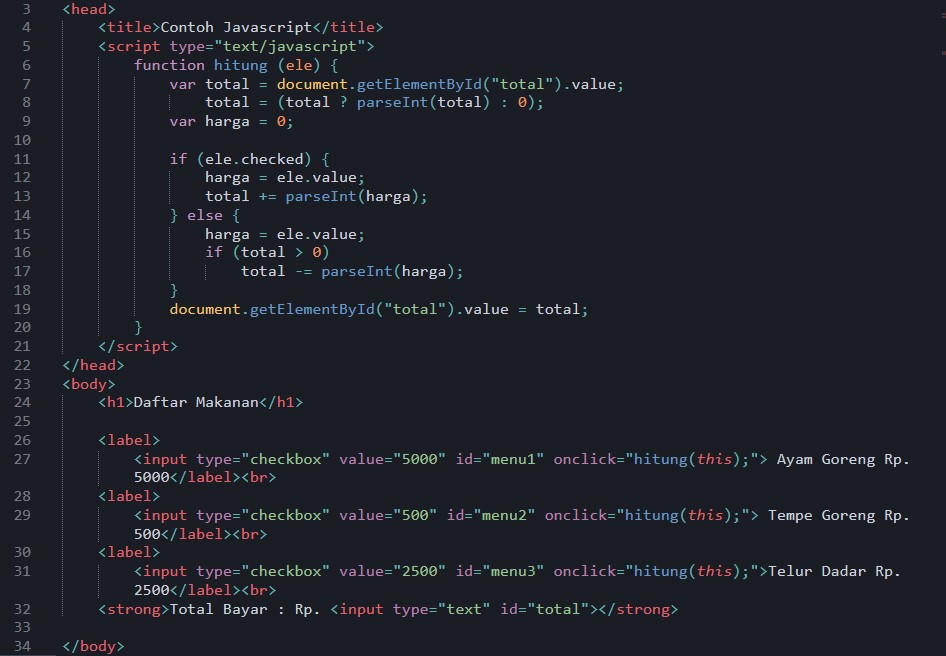 3 <head>
4 <title>Contoh Javascript</title>
5 <script type="text/javascript">
6 function hitung (ele) {
7 var total = document.getElementById("total").value;
8 total = (total ? parseInt(total) : 0);
9 var harga = 0;
10
11 if (ele.checked) {
12 harga = ele.value;
13 total += parseInt(harga);
14 } else {
15 harga = ele.value;
16 if (total > 0)
17 total -= parseInt(harga);
18 }
19 document.getElementById("total").value = total;
20 }
21 </script>
22 </head>
23 <body>
24 <h1>Daftar Makanan</h1>
25
26 <label>
27 <input type="checkbox" value="5000" id="menu1" onclick="hitung(this);"> Ayam Goreng Rp.
5000</label><br>
28 <label>
29 <input type="checkbox" value="500" id="menu2" onclick="hitung(this);"> Tempe Goreng Rp.
500</label><br>
30 <label>
31 <input type="checkbox" value="2500" id="menu3" onclick="hitung(this);">Telur Dadar Rp.
2500</label><br>
32 <strong>Total Bayar : Rp. <input type="text" id="total"></strong>
33
34 </body>